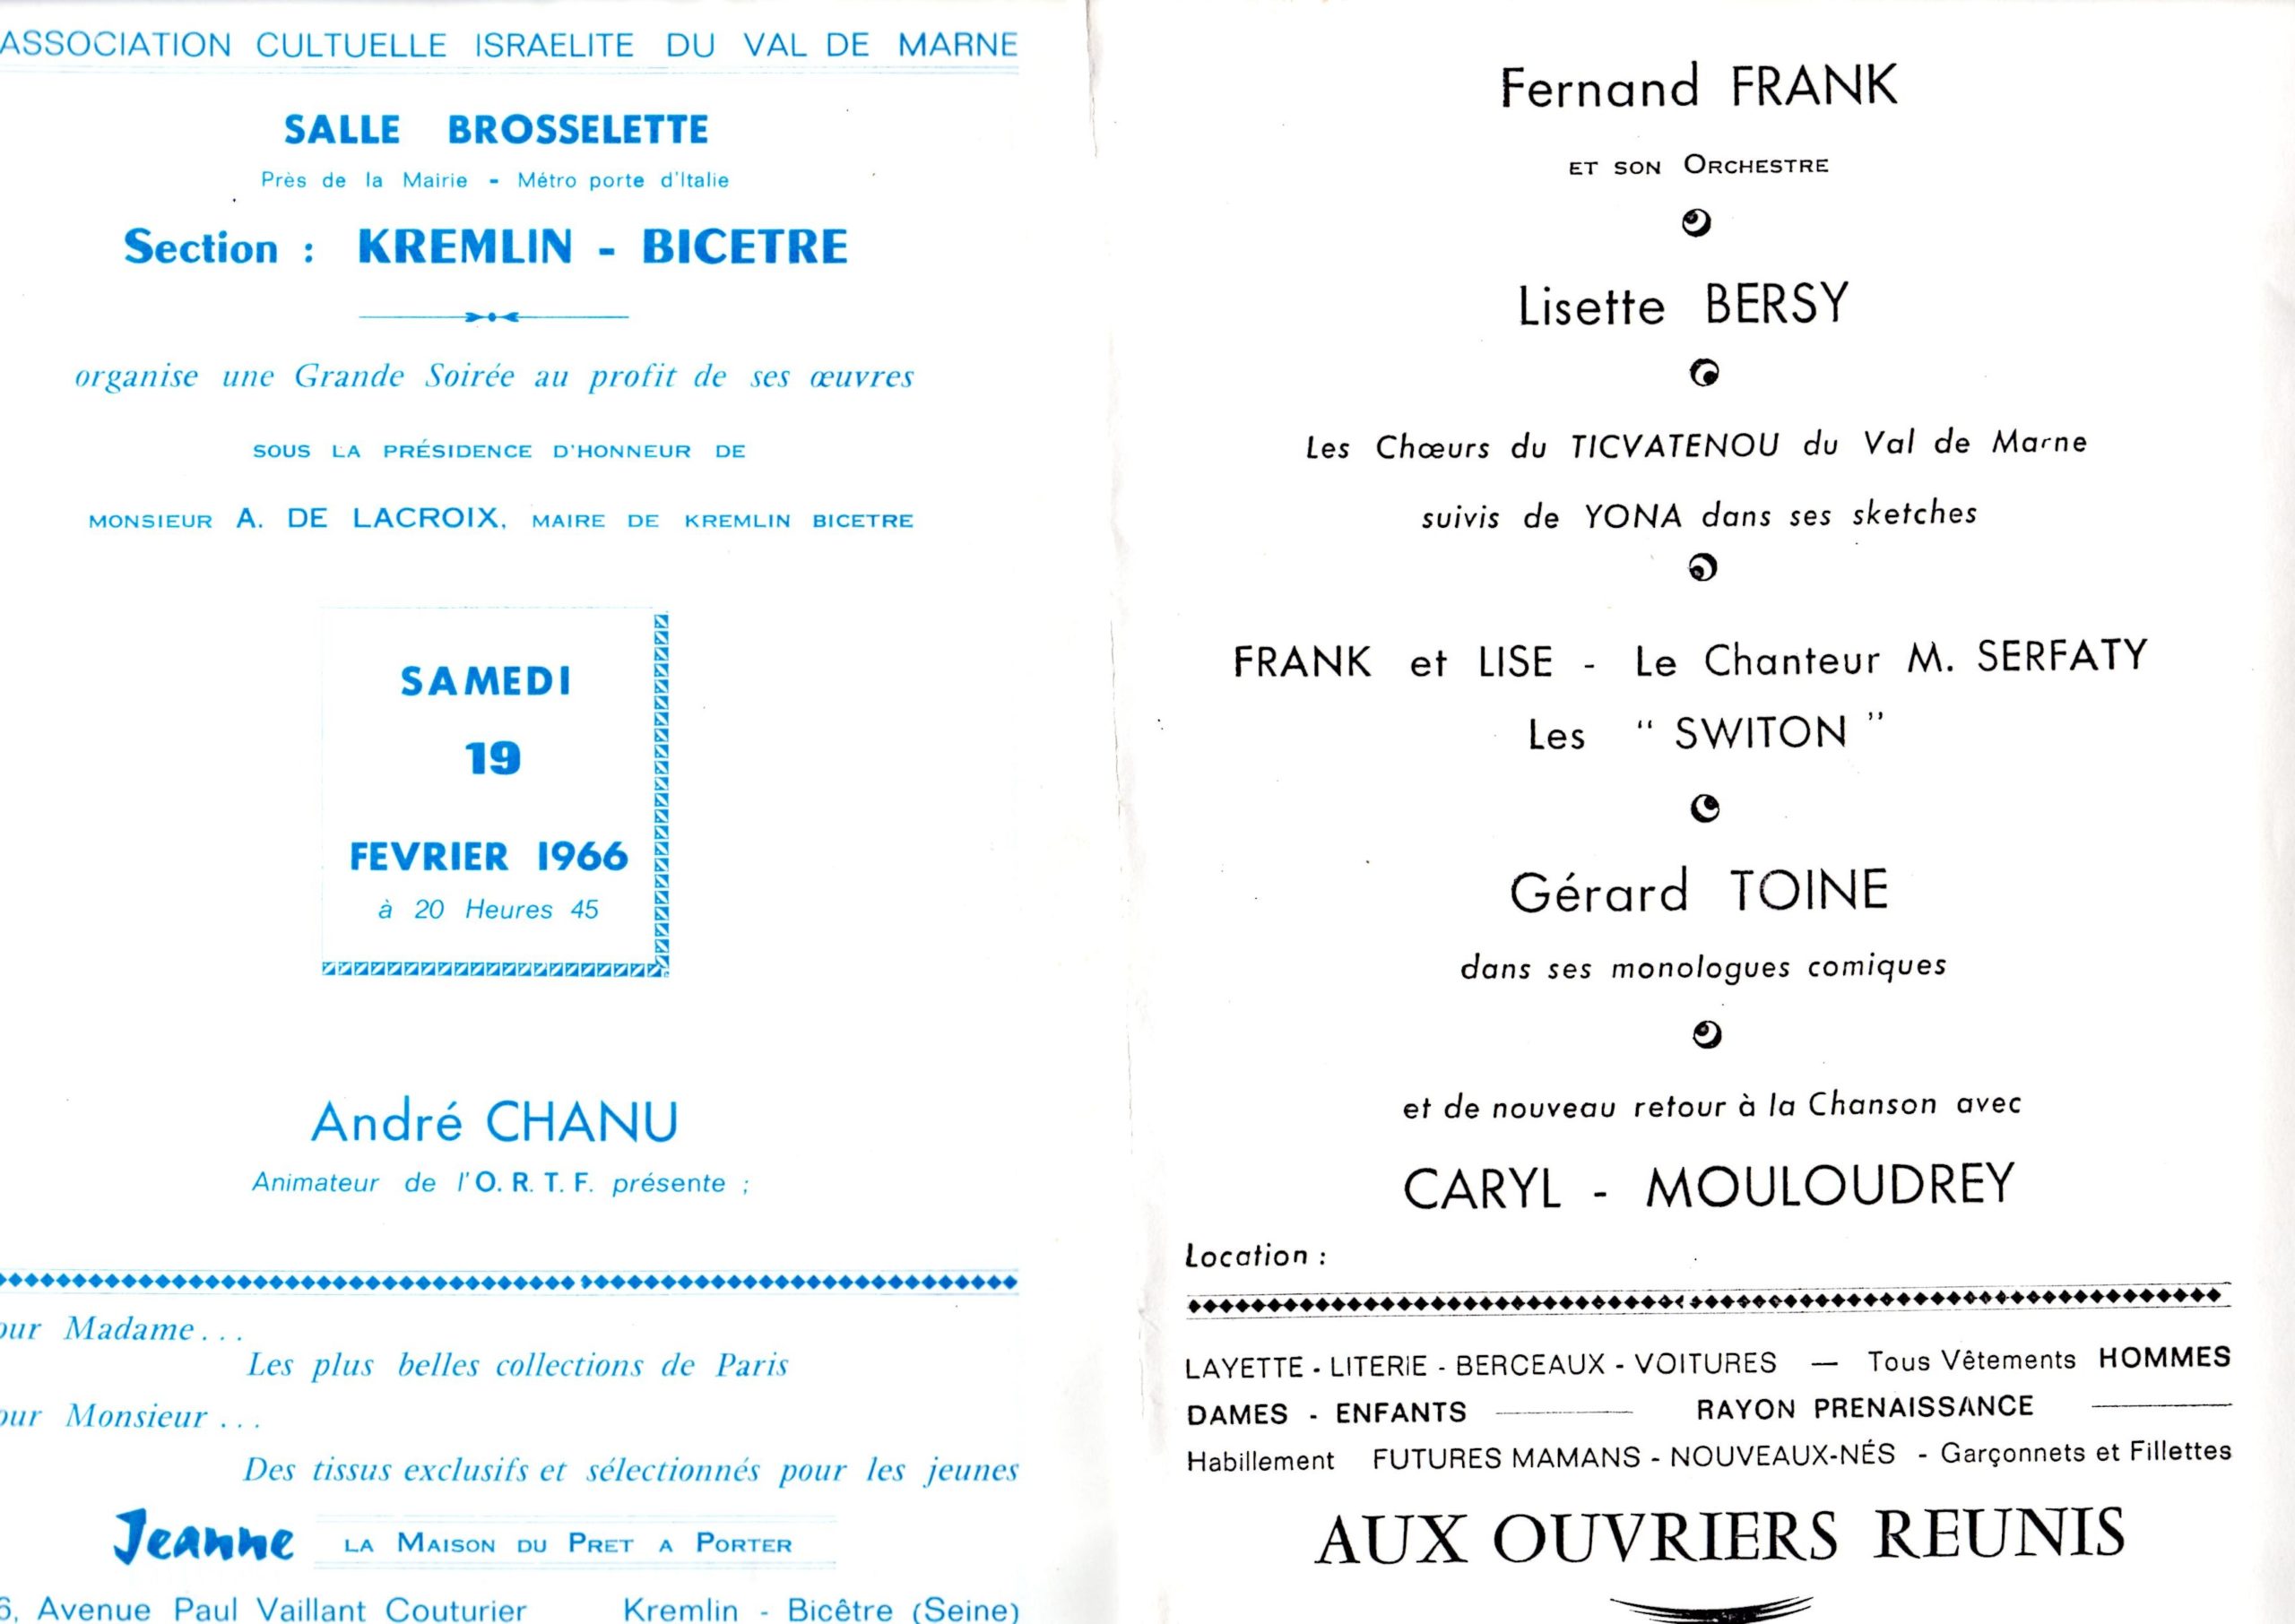 ASSOCIATION CULTUELLE ISRAELITE DU VAL DE MARNE
SALLE BROSSELETTE
Près de la Mairie - Métro porte d'Italie
Section : KREMLIN - BICETRE
organise une Grande Soirée au profit de ses œuvres
SOUS LA PRÉSIDENCE D'HONNEUR DE
MONSIEUR A. DE LACROIX, MAIRE DE KREMLIN BICETRE
SAMEDI
19
FEVRIER 1966
à 20 Heures 45
André CHANU
Animateur de l'O. R. T. F. présente ;
our Madame...
Les plus belles collections de Paris
our Monsieur ...
Des tissus exclusifs et sélectionnés pour les jeunes
Jeanne LA MAISON DU PRET A PORTER
6, Avenue Paul Vaillant Couturier Kremlin - Bicêtre (Seine)
Fernand FRANK
ET SON ORCHESTRE
Lisette BERSY
Les Chœurs du TICVATENOU du Val de Marne
suivis de YONA dans ses sketches
FRANK et LISE - Le Chanteur M. SERFATY
Les " SWITON "
Gérard TOINE
dans ses monologues comiques
et de nouveau retour à la Chanson avec
CARYL - MOULOUDREY
Location :
LAYETTE - LITERIE - BERCEAUX - VOITURES — Tous Vêtements HOMMES
DAMES - ENFANTS — RAYON PRENAISSANCE —
Habillement FUTURES MAMANS - NOUVEAUX-NÉS - Garçonnets et Fillettes
AUX OUVRIERS REUNIS